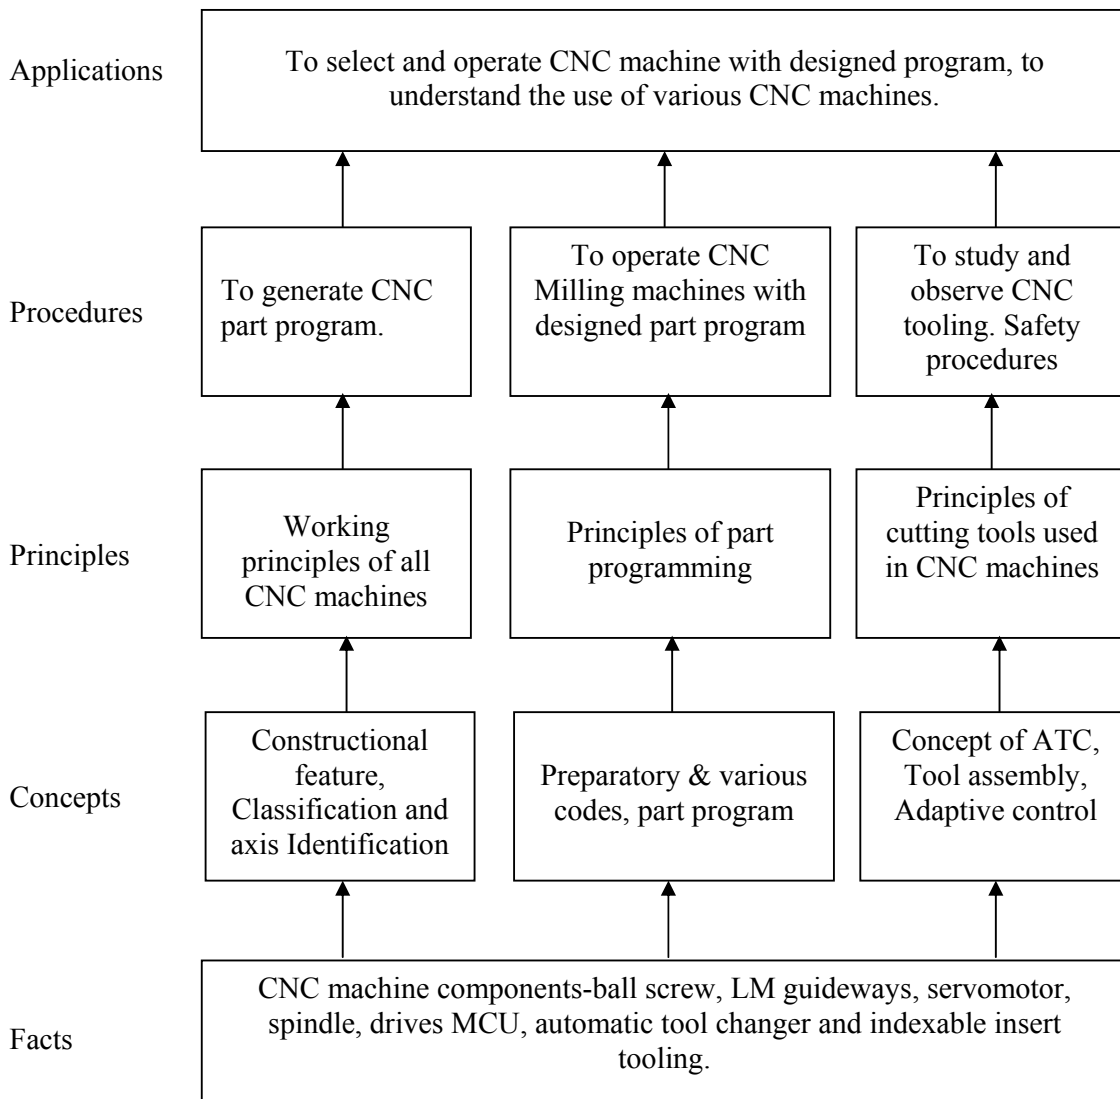 Applications
To select and operate CNC machine with designed program, to
understand the use of various CNC machines.
Procedures
To generate CNC
part program.
To operate CNC
Milling machines with
designed part program
To study and
observe CNC
tooling. Safety
procedures
Principles
Working
principles of all
CNC machines
Principles of part
programming
Principles of
cutting tools used
in CNC machines
Concepts
Constructional
feature,
Classification and
axis Identification
Preparatory & various
codes, part program
Concept of ATC,
Tool assembly,
Adaptive control
Facts
CNC machine components-ball screw, LM guideways, servomotor,
spindle, drives MCU, automatic tool changer and indexable insert
tooling.